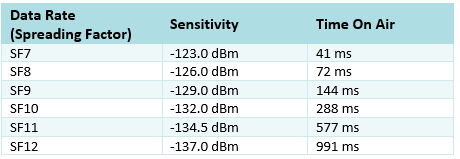 Data Rate (Spreading Factor) Sensitivity Time On Air
SF7 -123.0 dBm 41 ms
SF8 -126.0 dBm 72 ms
SF9 -129.0 dBm 144 ms
SF10 -132.0 dBm 288 ms
SF11 -134.5 dBm 577 ms
SF12 -137.0 dBm 991 ms